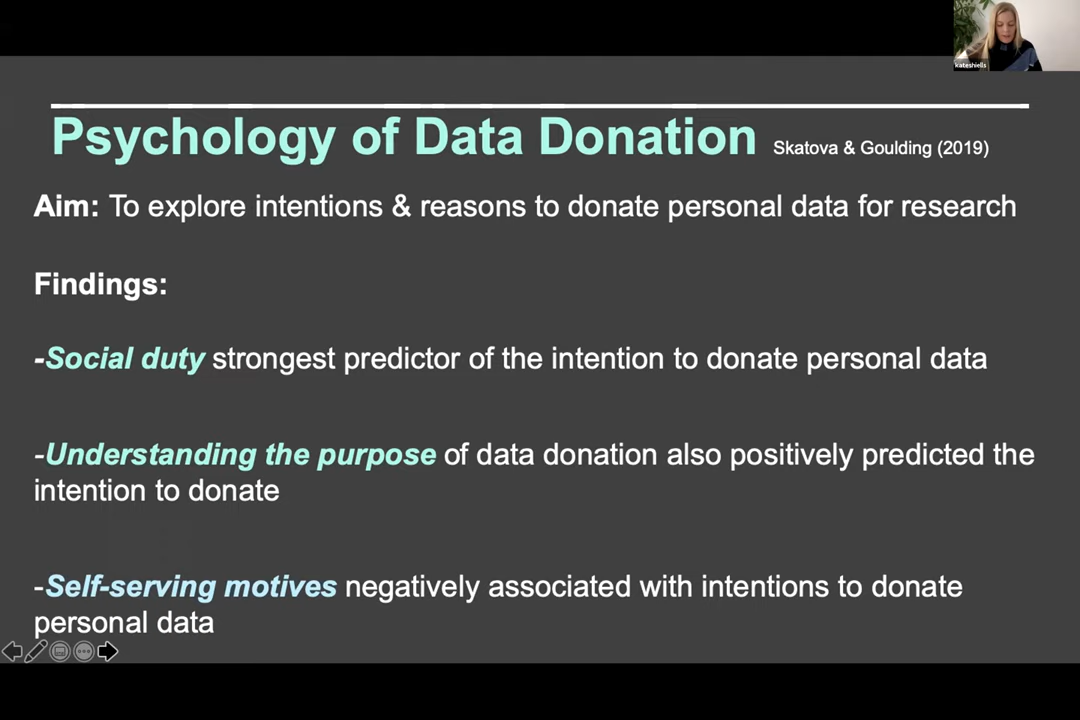 kateshiells
Psychology of Data Donation Skatova & Goulding (2019)
Aim: To explore intentions & reasons to donate personal data for research
Findings:
-Social duty strongest predictor of the intention to donate personal data
-Understanding the purpose of data donation also positively predicted the
intention to donate
-Self-serving motives negatively associated with intentions to donate
personal data